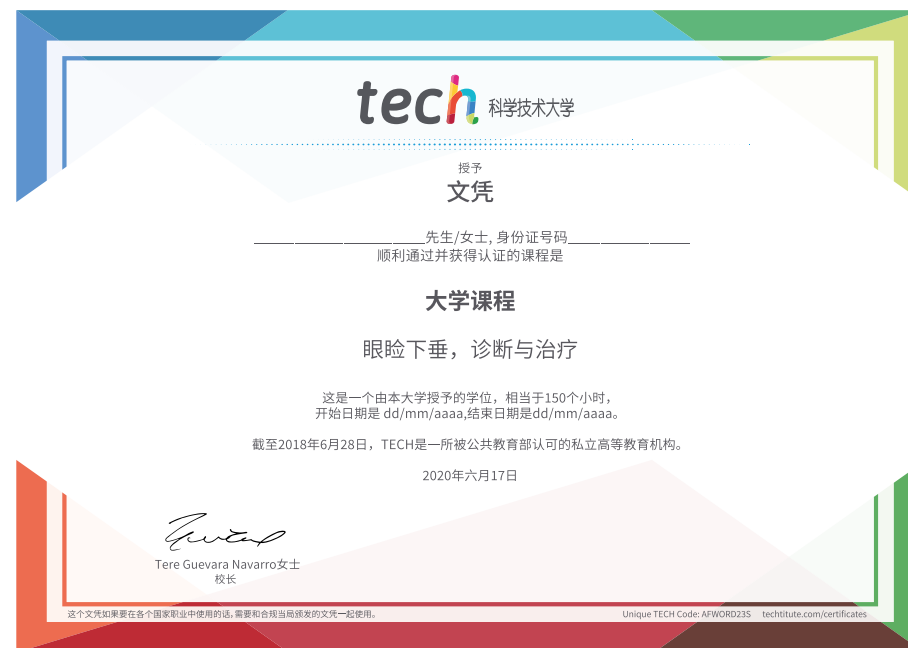 tech 科学技术大学
授予
文凭
______________________先生/女士, 身份证号码_______________
顺利通过并获得认证的课程是
大学课程
眼睑下垂，诊断与治疗
这是一个由本大学授予的学位，相当于150个小时，
开始日期是 dd/mm/aaaa,结束日期是dd/mm/aaaa。
截至2018年6月28日，TECH是一所被公共教育部认可的私立高等教育机构。
2020年六月17日
Tere Guevara Navarro女士
校长
这个文凭如果要在各个国家职业中使用的话,需要和合规当局颁发的文凭一起使用。
Unique TECH Code: AFWORD23S techtitute.com/certificates